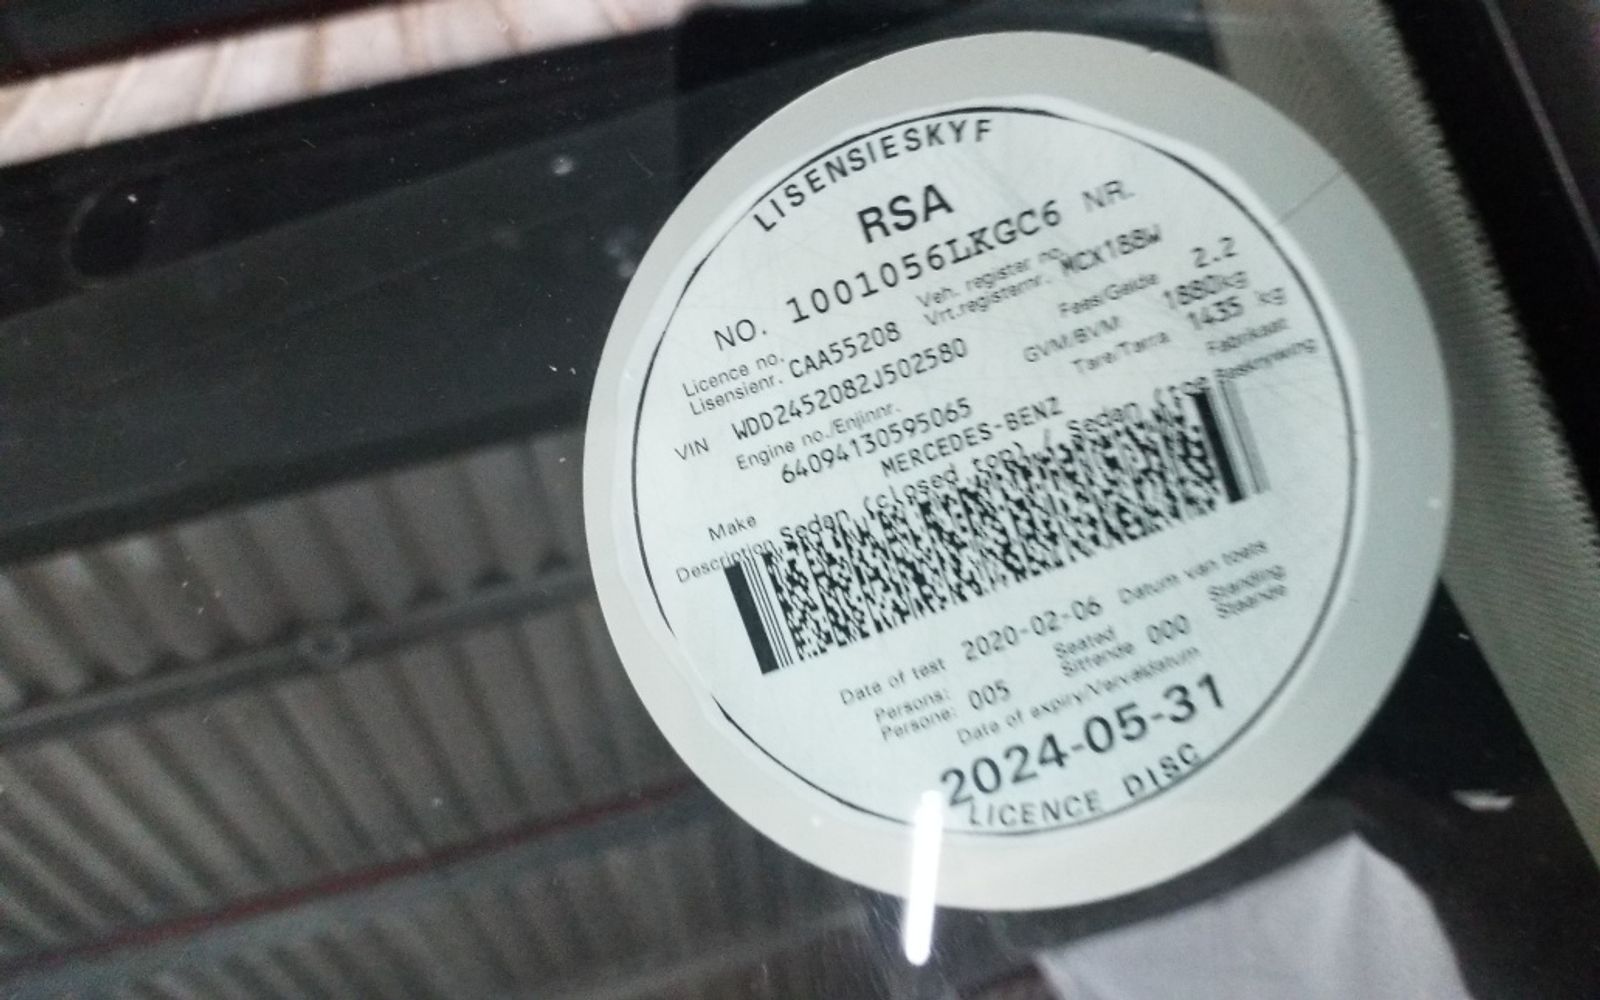 LISENSIESKYF
RSA
NO. 1001056LKGC6 NR.
Licence no. Veh. register no.
Lisensienr. CAA55208 Vrt.registernr. MCX188W
VIN WDD2452082J502580 Fees/Gelde 2.2
Engine no./Enjinnr. GVM/BVM: 1880kg
64094130595065 Tare/Tarra 1435 kg
Make MERCEDES-BENZ Fabrikaat
Description Sedan (closed top) / Sedan (toe Beskrywing
Date of test 2020-02-06 Datum van toets
Persons: Seated Standing
Persone: 005 Sittende 000 Staande
Date of expiry/Vervaldatum
2024-05-31
LICENCE DISC